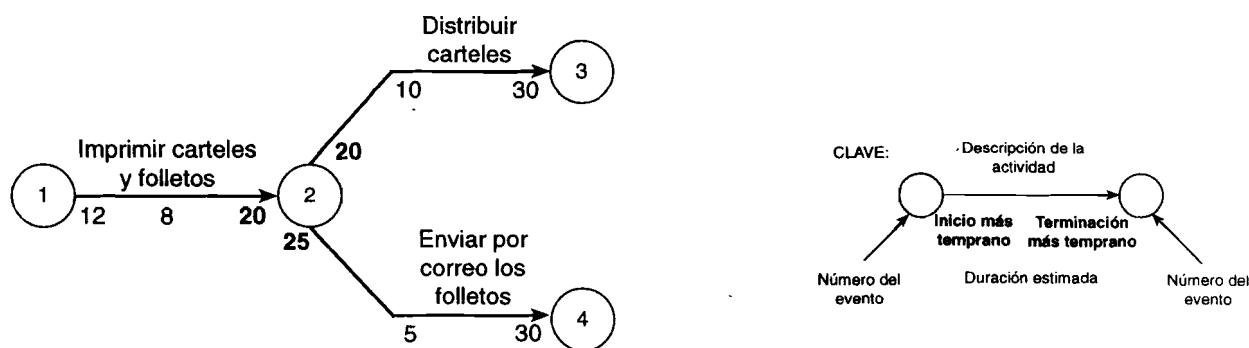 Distribuir
carteles
3
10
30
Imprimir carteles
y folletos
20
1
2
12
8
20
25
Enviar por
correo los
folletos
5
30
4
CLAVE:
Descripción de la
actividad
Inicio más
temprano
Terminación
más temprano
Número del
evento
Duración estimada
Número del
evento